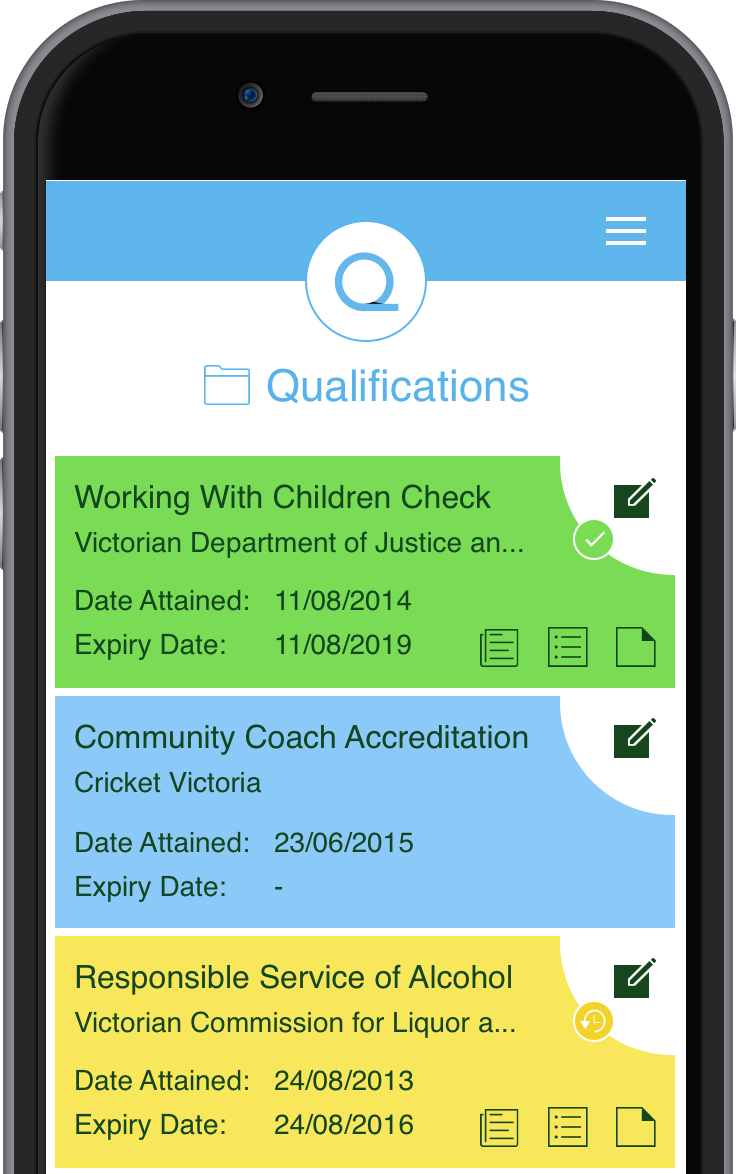 Q
Qualifications
Working With Children Check
Victorian Department of Justice an...
Date Attained: 11/08/2014
Expiry Date: 11/08/2019
Community Coach Accreditation
Cricket Victoria
Date Attained: 23/06/2015
Expiry Date: -
Responsible Service of Alcohol
Victorian Commission for Liquor a...
Date Attained: 24/08/2013
Expiry Date: 24/08/2016